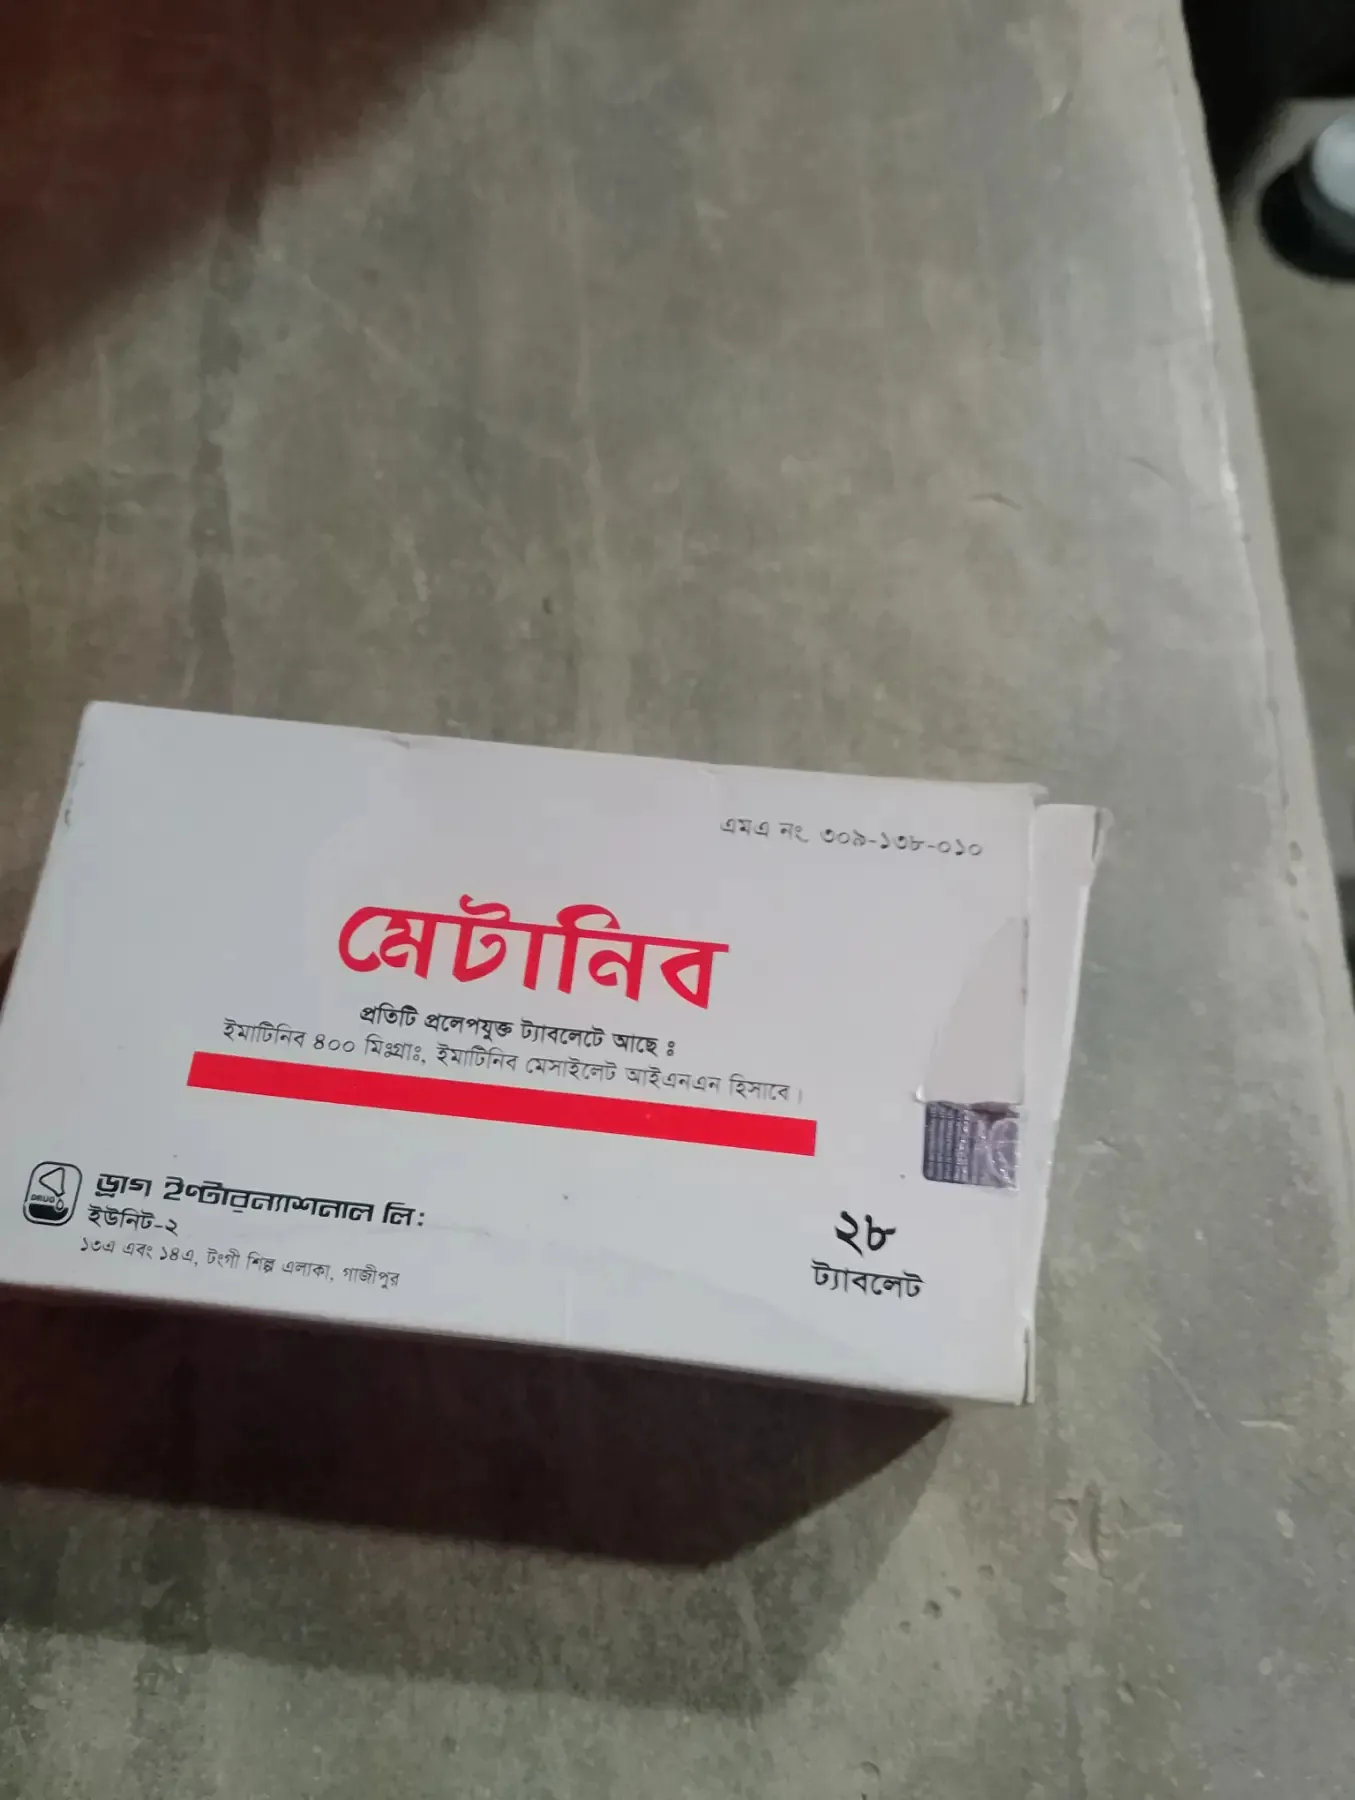 এমএ নং ৩০৯-১৩৮-০১০
মেটানিব
প্রতিটি প্রলেপযুক্ত ট্যাবলেটে আছে ঃ
ইমাটিনিব ৪০০ মিঃগ্রাঃ, ইমাটিনিব মেসাইলেট আইএনএন হিসাবে।
DRUG
ড্রাগ ইন্টারন্যাশনাল লি:
ইউনিট-২
১৩এ এবং ১৪এ, টংগী শিল্প এলাকা, গাজীপুর
২৮
ট্যাবলেট